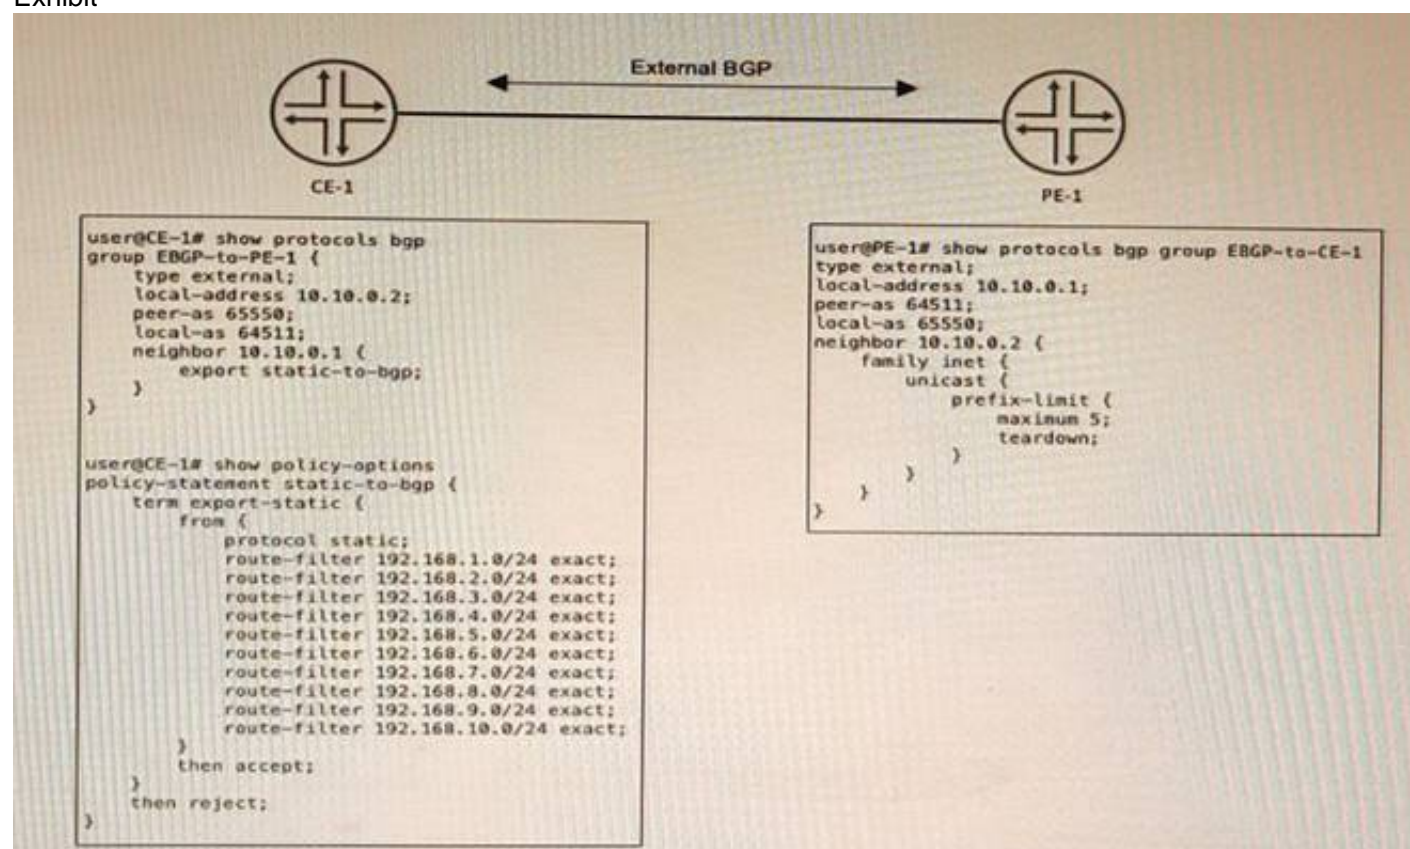 Exhibit
External BGP
CE-1
PE-1
user@CE-1# show protocols bgp
group EBGP-to-PE-1 {
    type external;
    local-address 10.10.0.2;
    peer-as 65550;
    local-as 64511;
    neighbor 10.10.0.1 {
        export static-to-bgp;
    }
}
user@CE-1# show policy-options
policy-statement static-to-bgp {
    term export-static {
        from {
            protocol static;
            route-filter 192.168.1.0/24 exact;
            route-filter 192.168.2.0/24 exact;
            route-filter 192.168.3.0/24 exact;
            route-filter 192.168.4.0/24 exact;
            route-filter 192.168.5.0/24 exact;
            route-filter 192.168.6.0/24 exact;
            route-filter 192.168.7.0/24 exact;
            route-filter 192.168.8.0/24 exact;
            route-filter 192.168.9.0/24 exact;
            route-filter 192.168.10.0/24 exact;
        }
        then accept;
    }
    then reject;
}
user@PE-1# show protocols bgp group EBGP-to-CE-1
type external;
local-address 10.10.0.1;
peer-as 64511;
local-as 65550;
neighbor 10.10.0.2 {
    family inet {
        unicast {
            prefix-limit {
                maximum 5;
                teardown;
            }
        }
    }
}